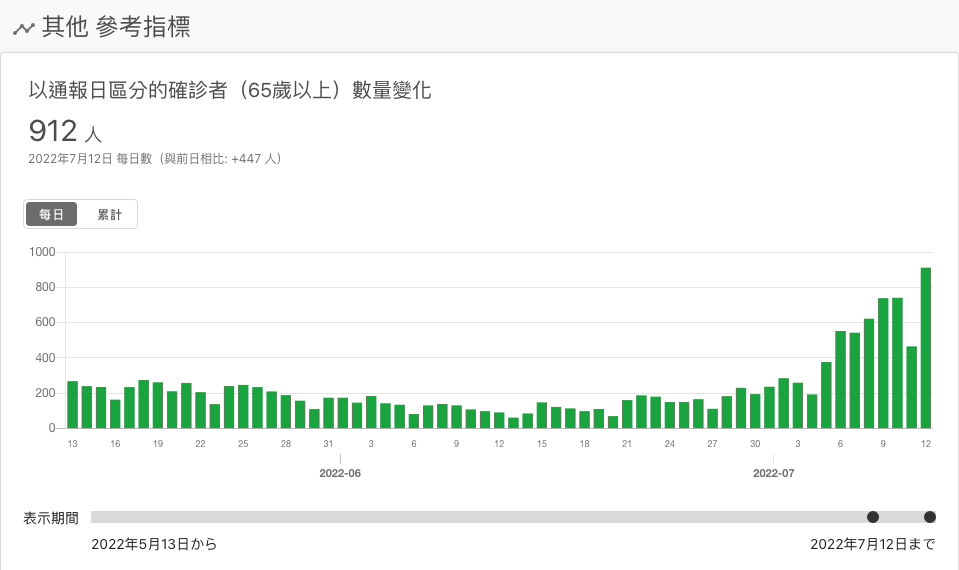 其他 參考指標
以通報日區分的確診者（65歲以上）數量變化
912 人
2022年7月12日 每日數（與前日相比: +447 人）
每日 累計
1000
800
600
400
200
0
13 16 19 22 25 28 31 3 6 9 12 15 18 21 24 27 30 3 6 9 12
2022-06 2022-07
表示期間
2022年5月13日から 2022年7月12日まで